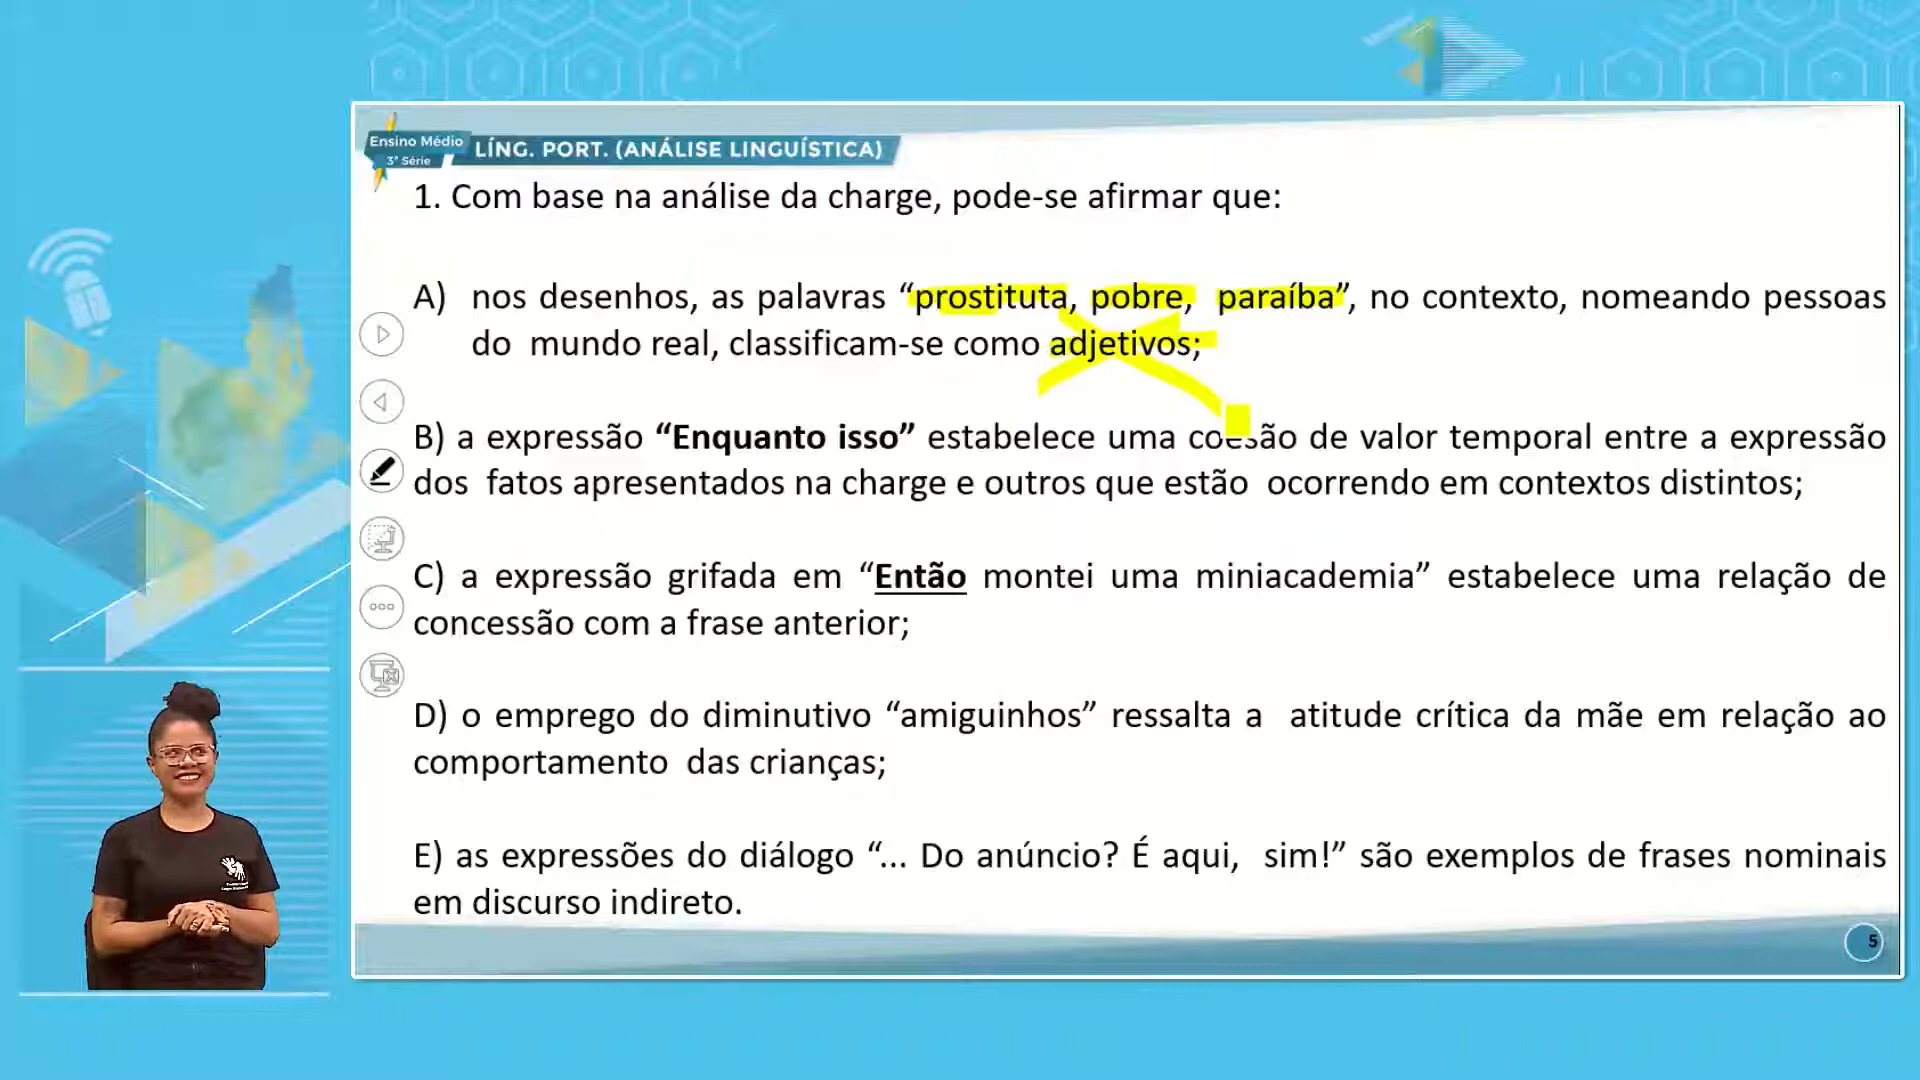 Ensino Médio
3ª Série
LÍNG. PORT. (ANÁLISE LINGUÍSTICA)
1. Com base na análise da charge, pode-se afirmar que:
A) nos desenhos, as palavras “prostituta, pobre, paraíba”, no contexto, nomeando pessoas
do mundo real, classificam-se como adjetivos;
B) a expressão “Enquanto isso” estabelece uma coesão de valor temporal entre a expressão
dos fatos apresentados na charge e outros que estão ocorrendo em contextos distintos;
C) a expressão grifada em “Então montei uma miniacademia” estabelece uma relação de
concessão com a frase anterior;
D) o emprego do diminutivo “amiguinhos” ressalta a atitude crítica da mãe em relação ao
comportamento das crianças;
E) as expressões do diálogo “... Do anúncio? É aqui, sim!” são exemplos de frases nominais
em discurso indireto.
5